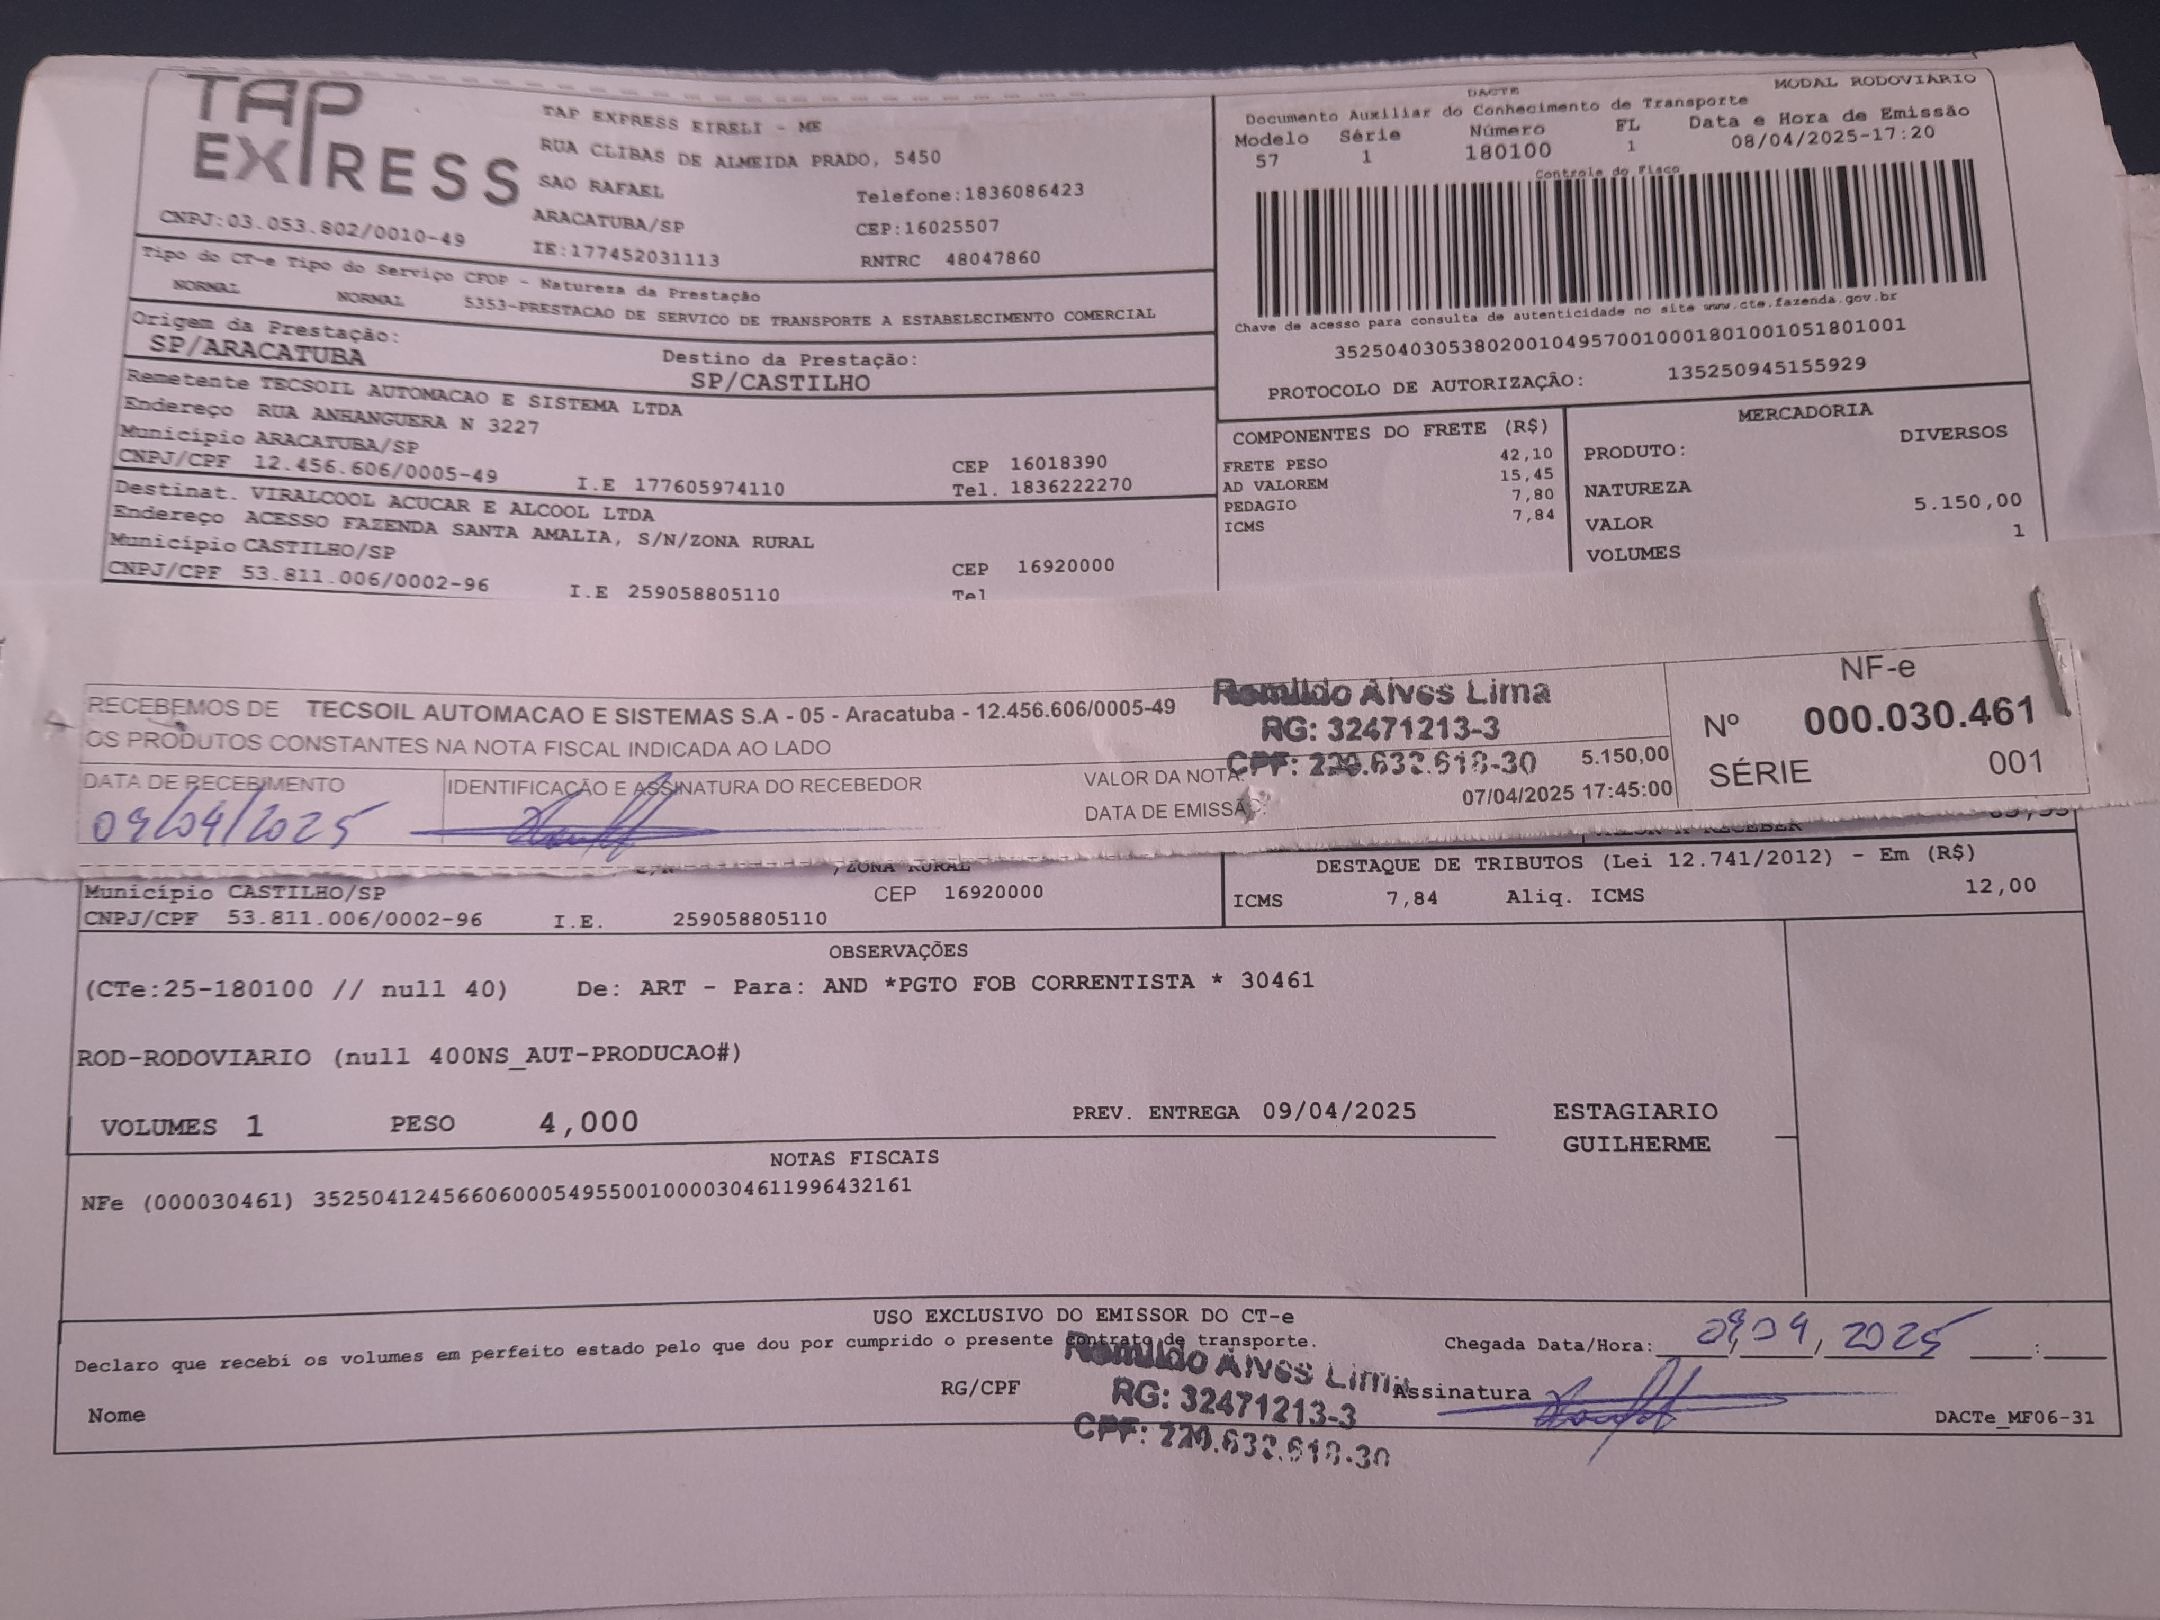 TAP
EXPRESS
CNPJ:03.053.802/0010-49
TAP EXPRESS EIRELI - ME
RUA CLIBAS DE ALMEIDA PRADO, 5450
SAO RAFAEL
Telefone:1836086423
ARACATUBA/SP
CEP:16025507
IE:177452031113
RNTRC 48047860
MODAL RODOVIÁRIO
DACTE
Documento Auxiliar do Conhecimento de Transporte
Modelo Série Número FL Data e Hora de Emissão
57 1 180100 1 08/04/2025-17:20
Controle do Fisco
Chave de acesso para consulta de autenticidade no site www.cte.fazenda.gov.br
35250403053802001049570010001801001051801001
PROTOCOLO DE AUTORIZAÇÃO: 135250945155929
Tipo do CT-e Tipo do Serviço CFOP - Natureza da Prestação
NORMAL NORMAL 5353-PRESTACAO DE SERVICO DE TRANSPORTE A ESTABELECIMENTO COMERCIAL
Origem da Prestação:
SP/ARACATUBA
Destino da Prestação:
SP/CASTILHO
Remetente TECSOIL AUTOMACAO E SISTEMA LTDA
Endereço RUA ANHANGUERA N 3227
Município ARACATUBA/SP
CEP 16018390
CNPJ/CPF 12.456.606/0005-49 I.E 177605974110 Tel. 1836222270
Destinat. VIRALCOOL ACUCAR E ALCOOL LTDA
Endereço ACESSO FAZENDA SANTA AMALIA, S/N/ZONA RURAL
Município CASTILHO/SP
CEP 16920000
CNPJ/CPF 53.811.006/0002-96 I.E 259058805110 Tel
COMPONENTES DO FRETE (R$)
FRETE PESO 42,10
AD VALOREM 15,45
PEDAGIO 7,80
ICMS 7,84
MERCADORIA
PRODUTO: DIVERSOS
NATUREZA
VALOR 5.150,00
VOLUMES 1
RECEBEMOS DE TECSOIL AUTOMACAO E SISTEMAS S.A - 05 - Aracatuba - 12.456.606/0005-49
OS PRODUTOS CONSTANTES NA NOTA FISCAL INDICADA AO LADO
DATA DE RECEBIMENTO
09/04/2025
IDENTIFICAÇÃO E ASSINATURA DO RECEBEDOR
Romildo Alves Lima
RG: 32471213-3
VALOR DA NOTA: 5.150,00
DATA DE EMISSÃO: 07/04/2025 17:45:00
NF-e
Nº 000.030.461
SÉRIE 001
VALOR A RECEBER
ZONA RURAL
Município CASTILHO/SP CEP 16920000
CNPJ/CPF 53.811.006/0002-96 I.E. 259058805110
DESTAQUE DE TRIBUTOS (Lei 12.741/2012) - Em (R$)
ICMS 7,84 Aliq. ICMS 12,00
OBSERVAÇÕES
(CTe:25-180100 // null 40) De: ART - Para: AND *PGTO FOB CORRENTISTA * 30461
ROD-RODOVIARIO (null 400NS_AUT-PRODUCAO#)
VOLUMES 1 PESO 4,000 PREV. ENTREGA 09/04/2025
ESTAGIARIO
GUILHERME
NOTAS FISCAIS
NFe (000030461) 35250412456606000549550010000304611996432161
USO EXCLUSIVO DO EMISSOR DO CT-e
Declaro que recebi os volumes em perfeito estado pelo que dou por cumprido o presente contrato de transporte.
Chegada Data/Hora: 09/04/2025 :
Nome
RG/CPF
Romildo Alves Lima
RG: 32471213-3
Assinatura
DACTe_MF06-31